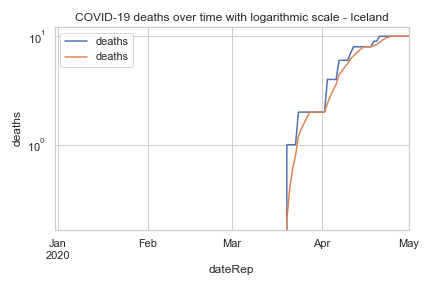 COVID-19 deaths over time with logarithmic scale - Iceland
10¹
deaths
deaths
deaths
10⁰
Jan
2020
Feb
Mar
Apr
May
dateRep